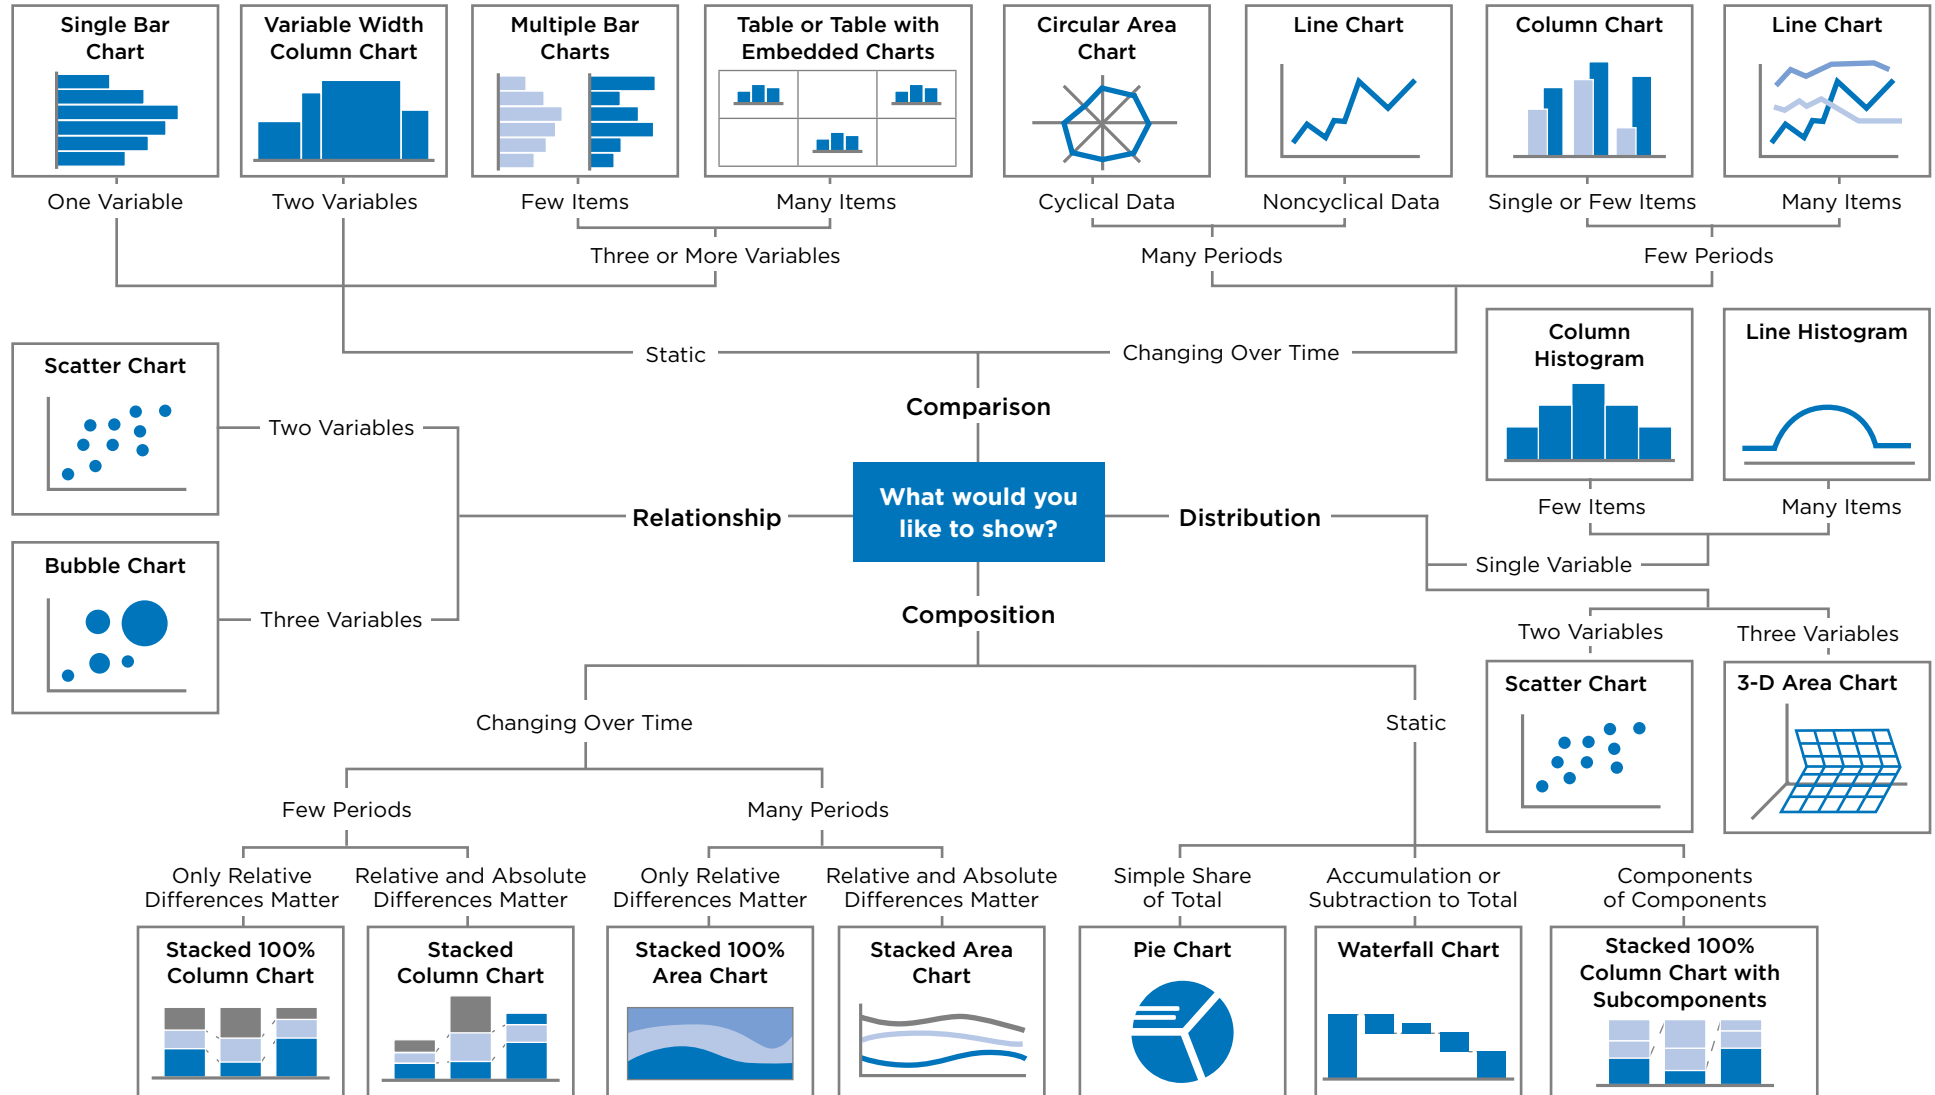 Single Bar
Chart
Variable Width
Column Chart
Multiple Bar
Charts
Table or Table with
Embedded Charts
Circular Area
Chart
Line Chart
Column Chart
Line Chart
One Variable
Two Variables
Few Items
Many Items
Cyclical Data
Noncyclical Data
Single or Few Items
Many Items
Three or More Variables
Many Periods
Few Periods
Static
Changing Over Time
Scatter Chart
Column
Histogram
Line Histogram
Comparison
Two Variables
What would you
like to show?
Relationship
Distribution
Few Items
Many Items
Bubble Chart
Single Variable
Three Variables
Composition
Two Variables
Three Variables
Scatter Chart
3-D Area Chart
Changing Over Time
Static
Few Periods
Many Periods
Only Relative
Differences Matter
Relative and Absolute
Differences Matter
Only Relative
Differences Matter
Relative and Absolute
Differences Matter
Simple Share
of Total
Accumulation or
Subtraction to Total
Components
of Components
Stacked 100%
Column Chart
Stacked
Column Chart
Stacked 100%
Area Chart
Stacked Area
Chart
Pie Chart
Waterfall Chart
Stacked 100%
Column Chart with
Subcomponents